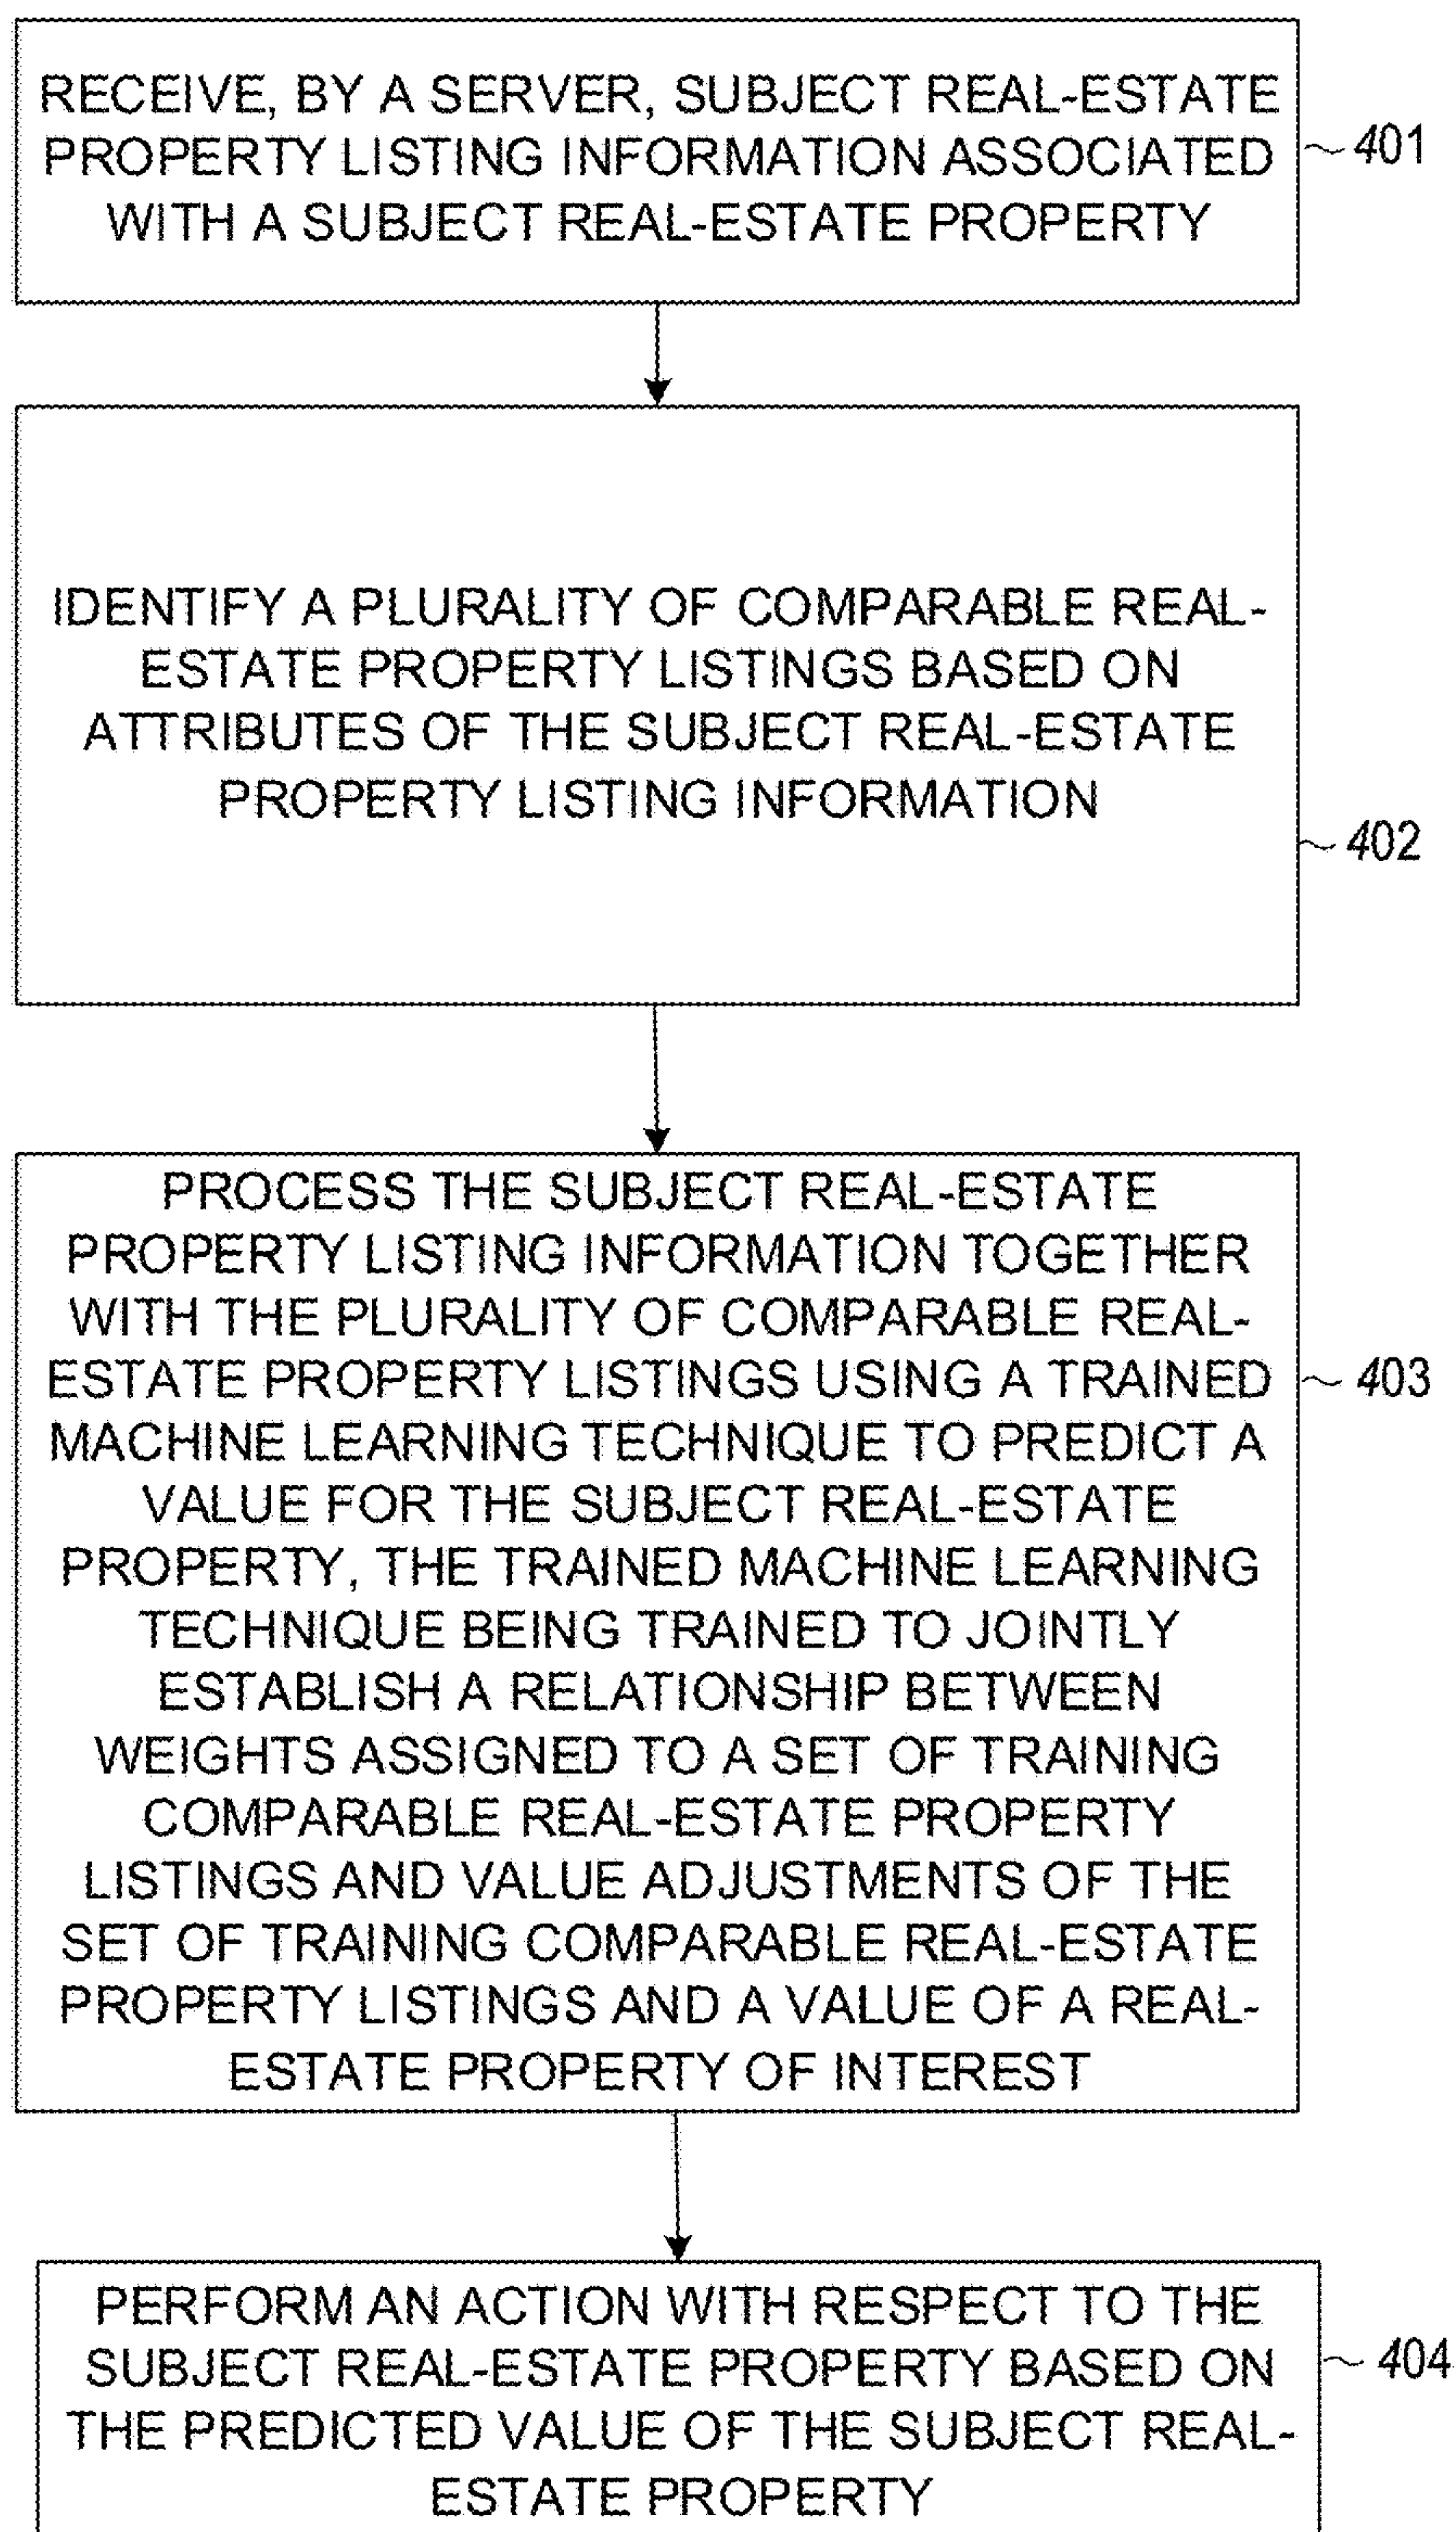 RECEIVE, BY A SERVER, SUBJECT REAL-ESTATE
PROPERTY LISTING INFORMATION ASSOCIATED
WITH A SUBJECT REAL-ESTATE PROPERTY
401
IDENTIFY A PLURALITY OF COMPARABLE REAL-
ESTATE PROPERTY LISTINGS BASED ON
ATTRIBUTES OF THE SUBJECT REAL-ESTATE
PROPERTY LISTING INFORMATION
402
PROCESS THE SUBJECT REAL-ESTATE
PROPERTY LISTING INFORMATION TOGETHER
WITH THE PLURALITY OF COMPARABLE REAL-
ESTATE PROPERTY LISTINGS USING A TRAINED
MACHINE LEARNING TECHNIQUE TO PREDICT A
VALUE FOR THE SUBJECT REAL-ESTATE
PROPERTY, THE TRAINED MACHINE LEARNING
TECHNIQUE BEING TRAINED TO JOINTLY
ESTABLISH A RELATIONSHIP BETWEEN
WEIGHTS ASSIGNED TO A SET OF TRAINING
COMPARABLE REAL-ESTATE PROPERTY
LISTINGS AND VALUE ADJUSTMENTS OF THE
SET OF TRAINING COMPARABLE REAL-ESTATE
PROPERTY LISTINGS AND A VALUE OF A REAL-
ESTATE PROPERTY OF INTEREST
403
PERFORM AN ACTION WITH RESPECT TO THE
SUBJECT REAL-ESTATE PROPERTY BASED ON
THE PREDICTED VALUE OF THE SUBJECT REAL-
ESTATE PROPERTY
404